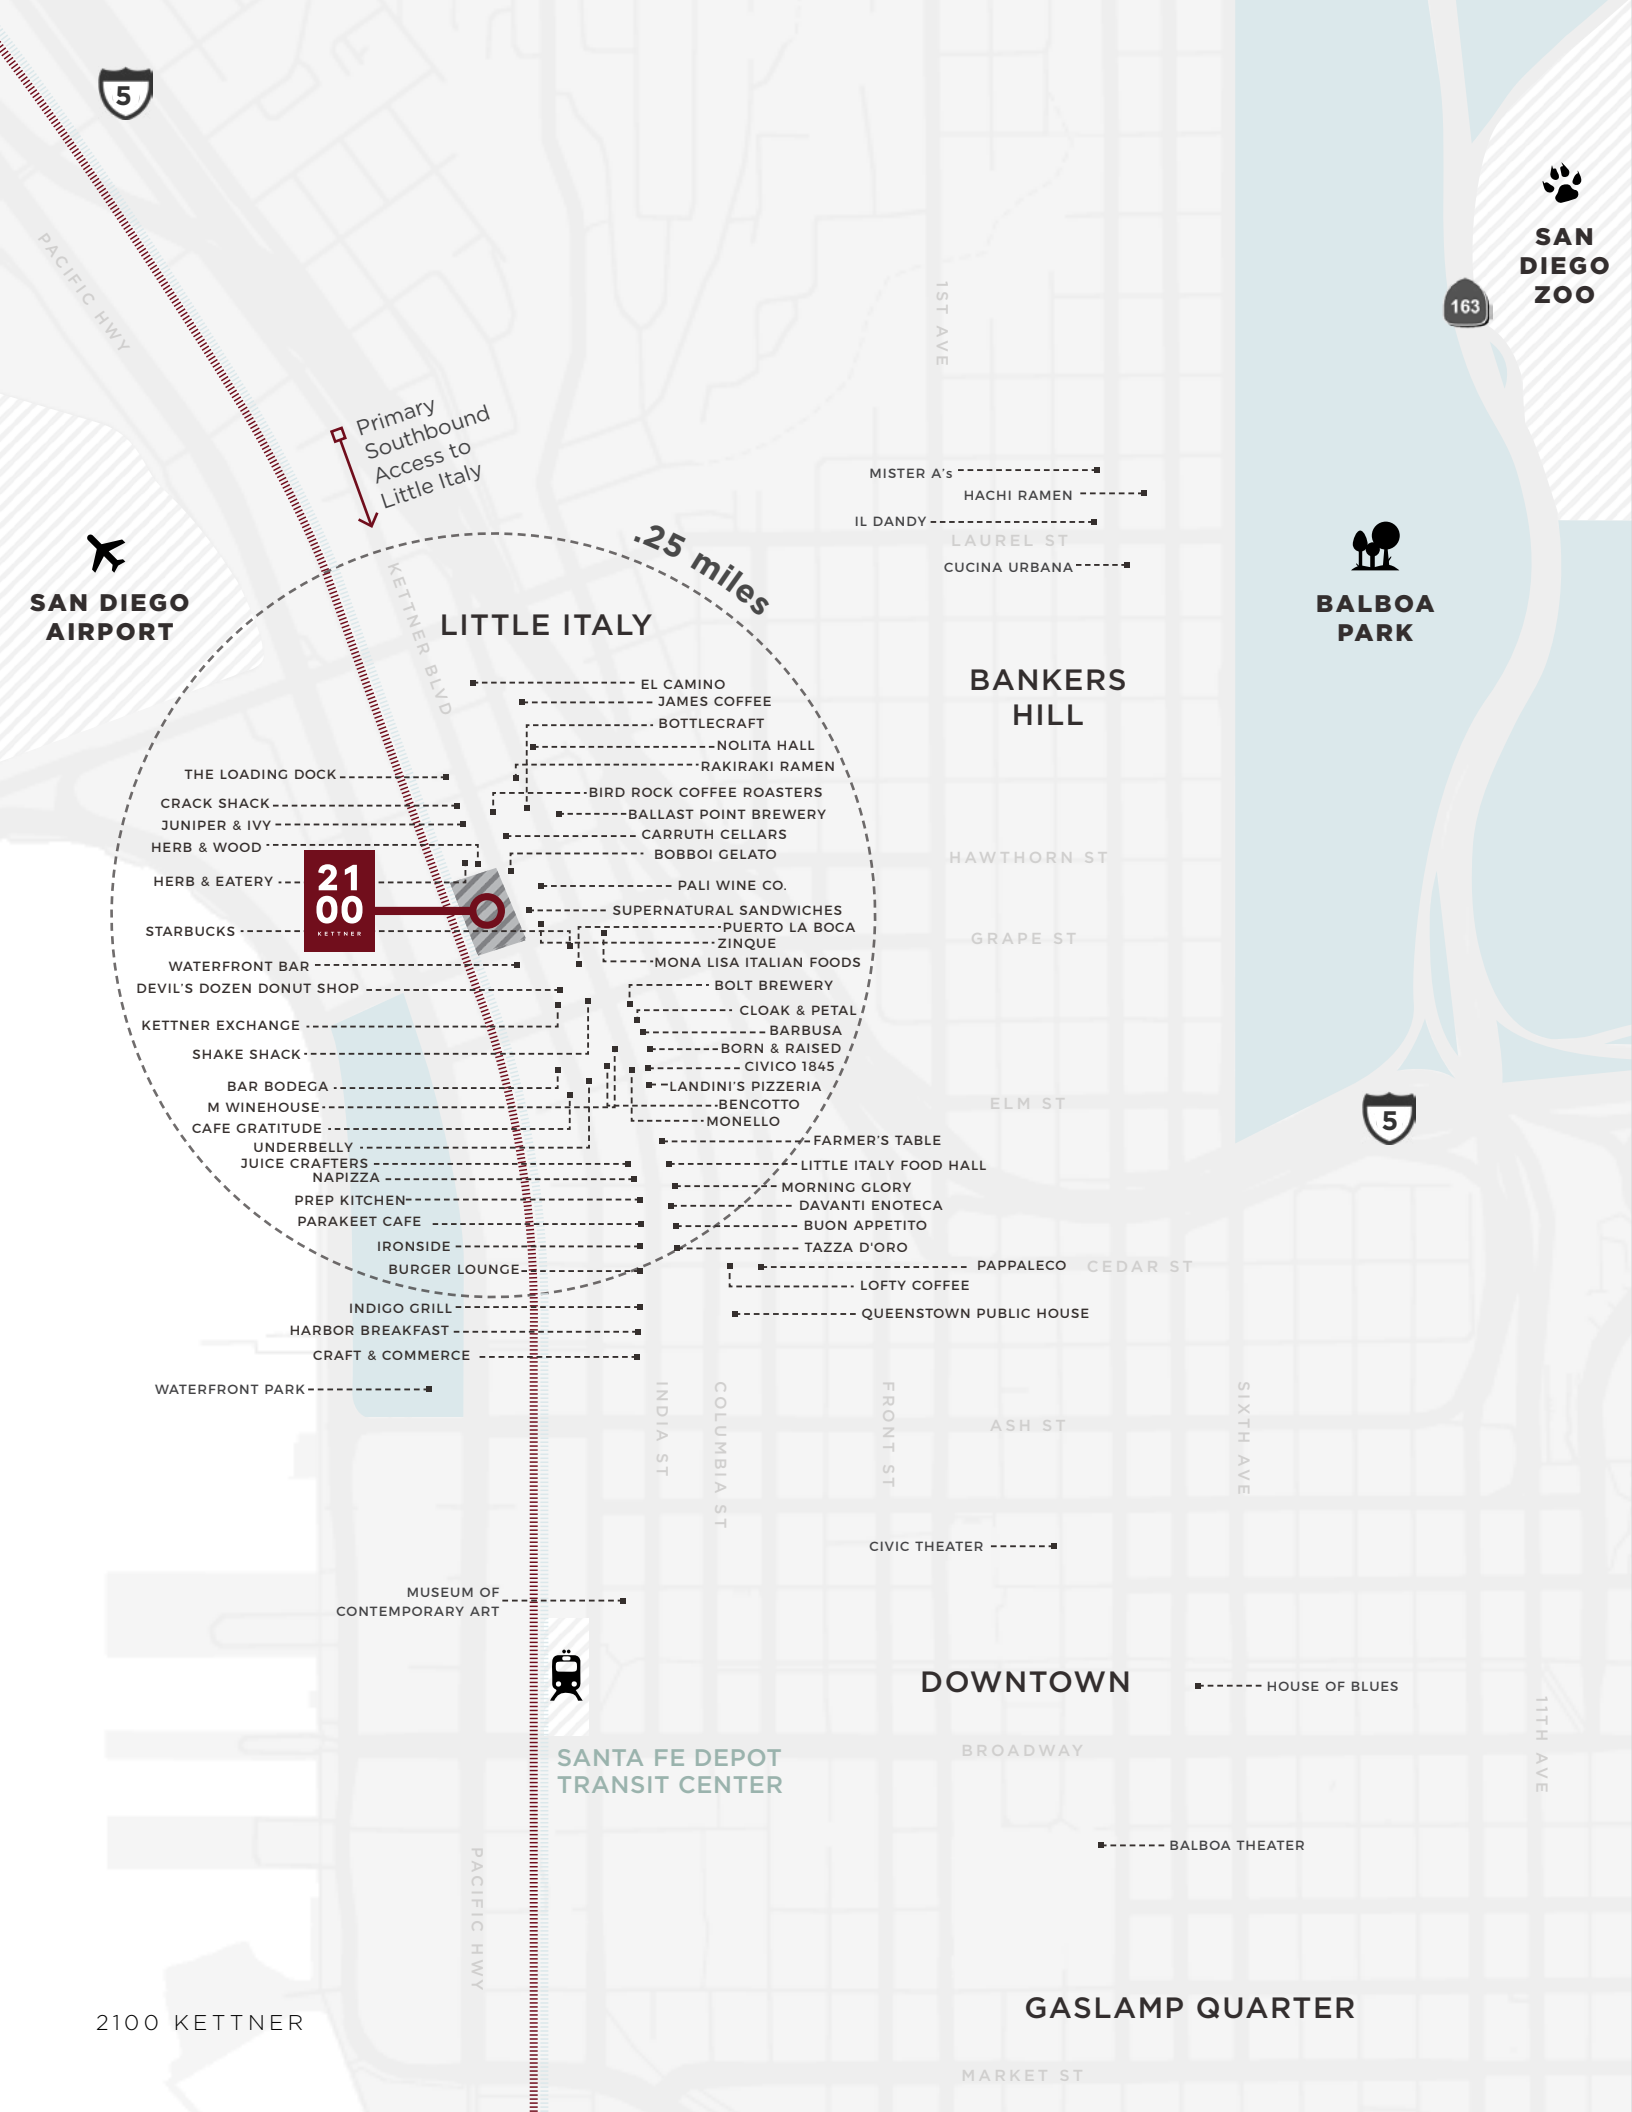 5
SAN
DIEGO
ZOO
163
PACIFIC HWY
1ST AVE
Primary
Southbound
Access to
Little Italy
MISTER A's
HACHI RAMEN
IL DANDY
LAUREL ST
CUCINA URBANA
.25 miles
SAN DIEGO
AIRPORT
KETTNER BLVD
LITTLE ITALY
BALBOA
PARK
BANKERS
HILL
EL CAMINO
JAMES COFFEE
BOTTLECRAFT
NOLITA HALL
RAKIRAKI RAMEN
THE LOADING DOCK
BIRD ROCK COFFEE ROASTERS
CRACK SHACK
BALLAST POINT BREWERY
JUNIPER & IVY
CARRUTH CELLARS
HERB & WOOD
BOBBOI GELATO
HAWTHORN ST
HERB & EATERY
21
00
KETTNER
PALI WINE CO.
SUPERNATURAL SANDWICHES
STARBUCKS
PUERTO LA BOCA
ZINQUE
GRAPE ST
WATERFRONT BAR
MONA LISA ITALIAN FOODS
DEVIL'S DOZEN DONUT SHOP
BOLT BREWERY
CLOAK & PETAL
KETTNER EXCHANGE
BARBUSA
SHAKE SHACK
BORN & RAISED
CIVICO 1845
BAR BODEGA
LANDINI'S PIZZERIA
M WINEHOUSE
BENCOTTO
ELM ST
5
CAFE GRATITUDE
MONELLO
UNDERBELLY
FARMER'S TABLE
JUICE CRAFTERS
LITTLE ITALY FOOD HALL
NAPIZZA
MORNING GLORY
PREP KITCHEN
DAVANTI ENOTECA
PARAKEET CAFE
BUON APPETITO
IRONSIDE
TAZZA D'ORO
BURGER LOUNGE
PAPPALECO
CEDAR ST
LOFTY COFFEE
INDIGO GRILL
QUEENSTOWN PUBLIC HOUSE
HARBOR BREAKFAST
CRAFT & COMMERCE
WATERFRONT PARK
INDIA ST
COLUMBIA ST
FRONT ST
ASH ST
SIXTH AVE
CIVIC THEATER
MUSEUM OF
CONTEMPORARY ART
DOWNTOWN
HOUSE OF BLUES
11TH AVE
SANTA FE DEPOT
TRANSIT CENTER
BROADWAY
BALBOA THEATER
PACIFIC HWY
GASLAMP QUARTER
2100 KETTNER
MARKET ST